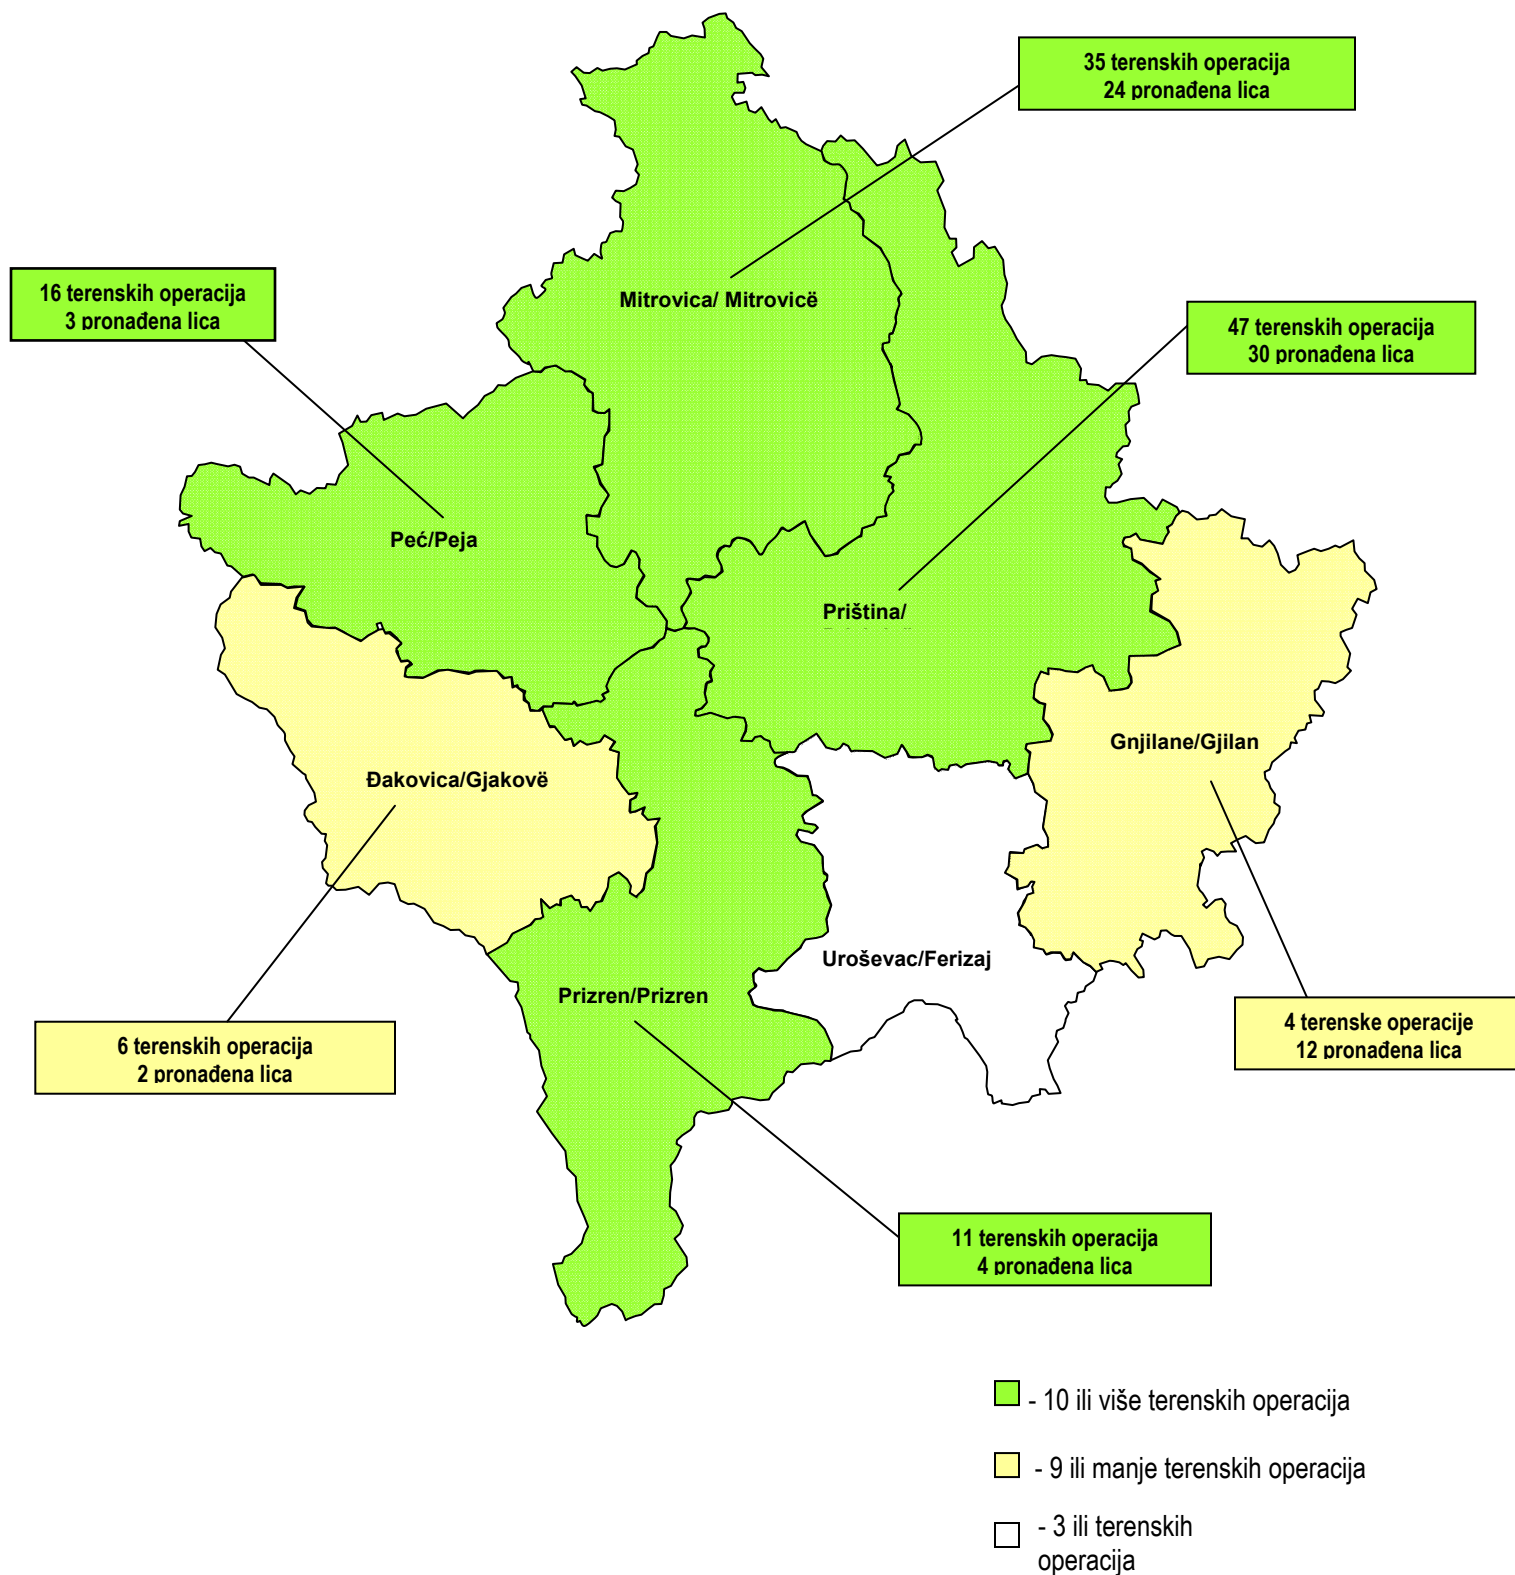 35 terenskih operacija
24 pronađena lica
16 terenskih operacija
3 pronađena lica
Mitrovica/ Mitrovicë
47 terenskih operacija
30 pronađena lica
Peć/Peja
Priština/
Gnjilane/Gjilan
Đakovica/Gjakovë
Uroševac/Ferizaj
Prizren/Prizren
6 terenskih operacija
2 pronađena lica
4 terenske operacije
12 pronađena lica
11 terenskih operacija
4 pronađena lica
- 10 ili više terenskih operacija
- 9 ili manje terenskih operacija
- 3 ili terenskih
operacija